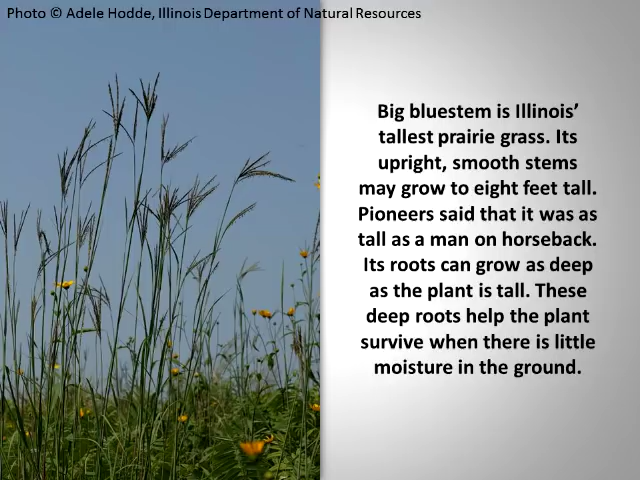 Photo © Adele Hodde, Illinois Department of Natural Resources
Big bluestem is Illinois’
tallest prairie grass. Its
upright, smooth stems
may grow to eight feet tall.
Pioneers said that it was as
tall as a man on horseback.
Its roots can grow as deep
as the plant is tall. These
deep roots help the plant
survive when there is little
moisture in the ground.